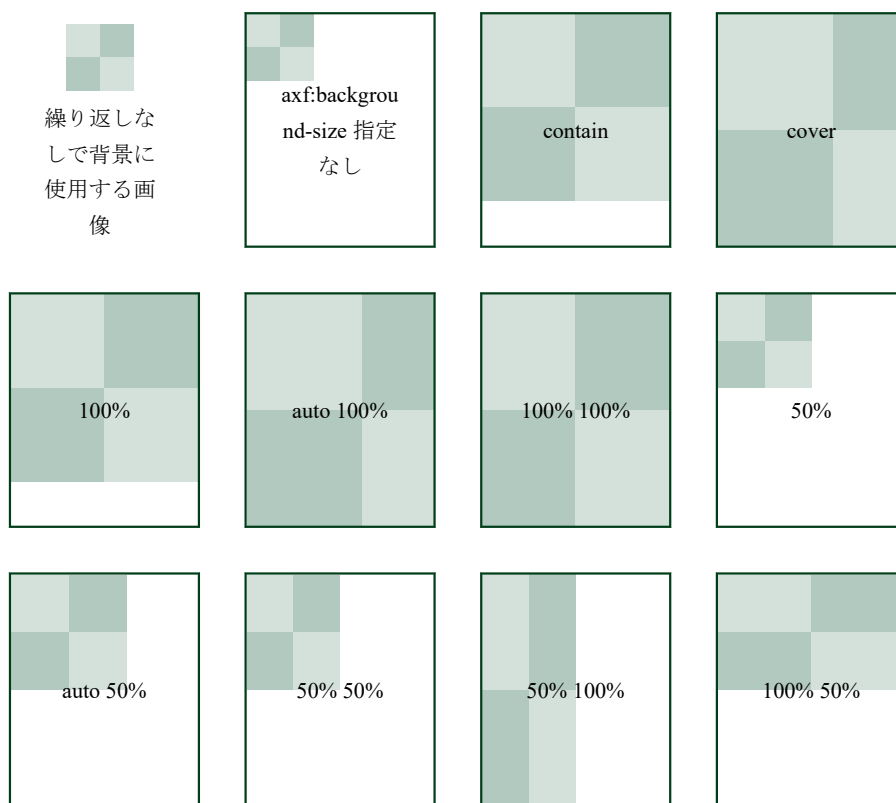 繰り返しな
しで背景に
使用する画
像
axf:backgrou
nd-size 指定
なし
contain
cover
100%
auto 100%
100% 100%
50%
auto 50%
50% 50%
50% 100%
100% 50%